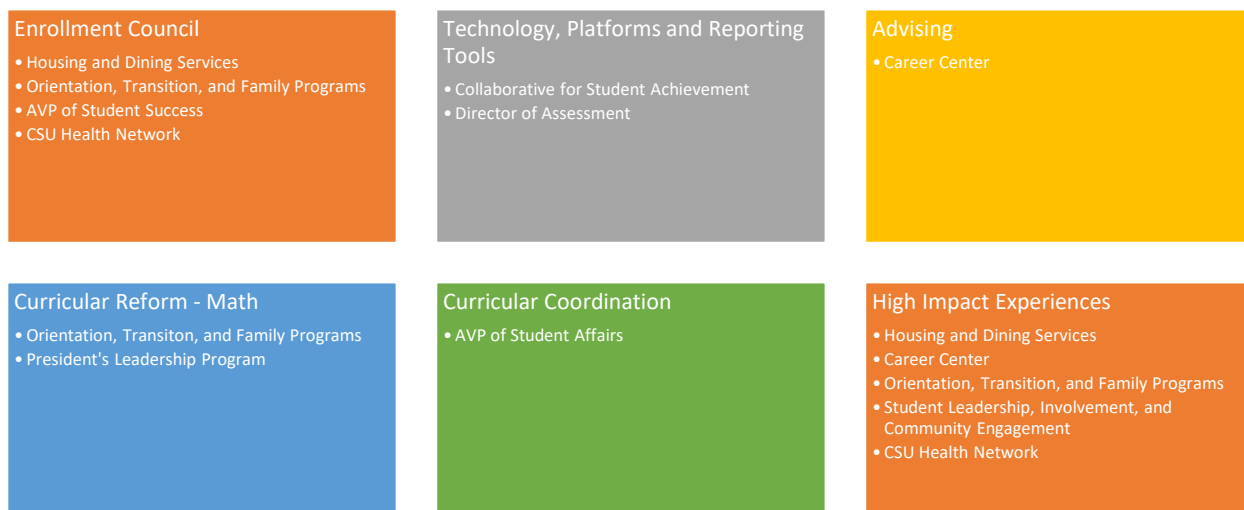 Enrollment Council
• Housing and Dining Services
• Orientation, Transition, and Family Programs
• AVP of Student Success
• CSU Health Network
Technology, Platforms and Reporting
Tools
• Collaborative for Student Achievement
• Director of Assessment
Advising
• Career Center
Curricular Reform - Math
• Orientation, Transiton, and Family Programs
• President's Leadership Program
Curricular Coordination
• AVP of Student Affairs
High Impact Experiences
• Housing and Dining Services
• Career Center
• Orientation, Transition, and Family Programs
• Student Leadership, Involvement, and
Community Engagement
• CSU Health Network